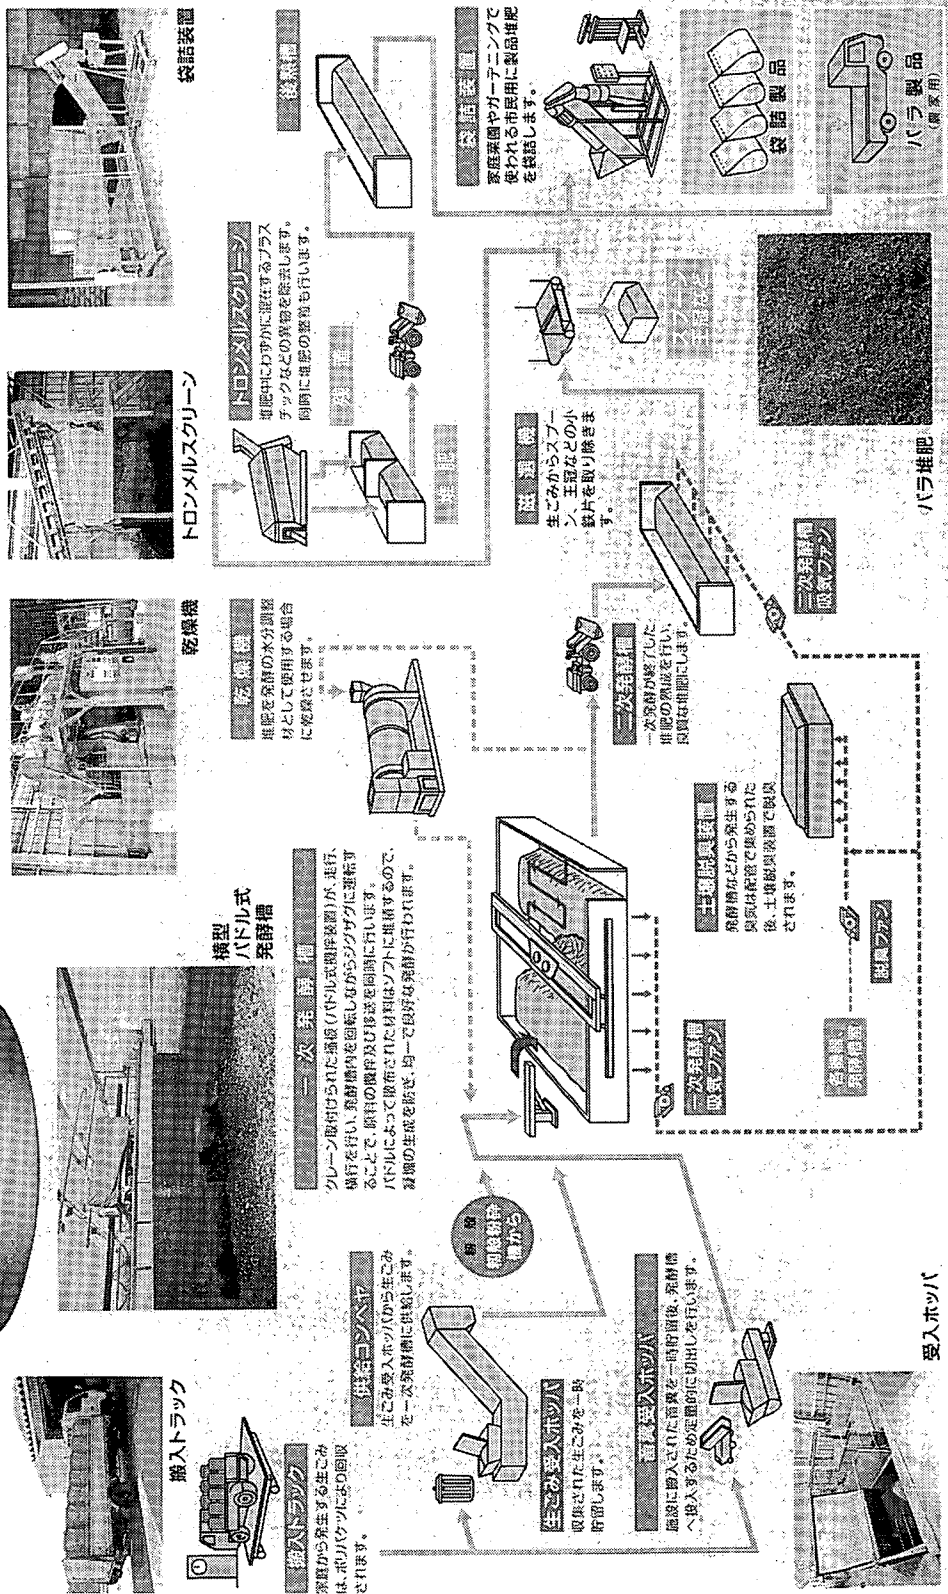 搬入トラック
搬入トラック
家庭から発生する生ごみ
は、ポリバケツにより回収
されます。
供給コンベヤ
生ごみ受入ホッパから生ごみ
を一次発酵槽に供給します。
生ごみ受入ホッパ
収集された生ごみを一時
貯留します。
畜糞受入ホッパ
施設に搬入された畜糞を一時貯留後、発酵槽
へ投入するため定量的に切出しを行います。
受入ホッパ
籾殻
籾殻粉砕
機から
横型
パドル式
発酵槽
一次発酵槽
クレーン取付けられた撹拌機(パドル式撹拌装置)が、走行、
横行を行い、発酵槽内を回転しながらジグザグに運転す
ることで、原料の攪拌及び移送を同時に行います。
パドルによって散布された材料はソフトに堆積するので、
凝塊の生成を防ぎ、均一で良好な発酵が行われます。
一次発酵槽
吸気ファン
乾燥機
乾燥機
堆肥を発酵の水分調整
材として使用する場合
に乾燥させます。
二次発酵槽
一次発酵が終了した
堆肥の熟成を行い、
良質な堆肥にします。
二次発酵槽
吸気ファン
土壌脱臭装置
発酵槽などから発生する
臭気は配管で集められた
後、土壌脱臭装置で脱臭
されます。
脱臭ファン
トロンメルスクリーン
トロンメルスクリーン
堆肥中にわずかに混在するプラス
チックなどの異物を除去します。
同時に堆肥の整粒も行います。
磁選機
生ごみからスプー
ン、王冠などの小
鉄片を取り除きま
す。
バラ堆肥
袋詰装置
後熟槽
袋詰装置
家庭菜園やガーデニングで
使われる市民用に製品堆肥
を袋詰します。
袋詰製品
バラ製品
(農家用)